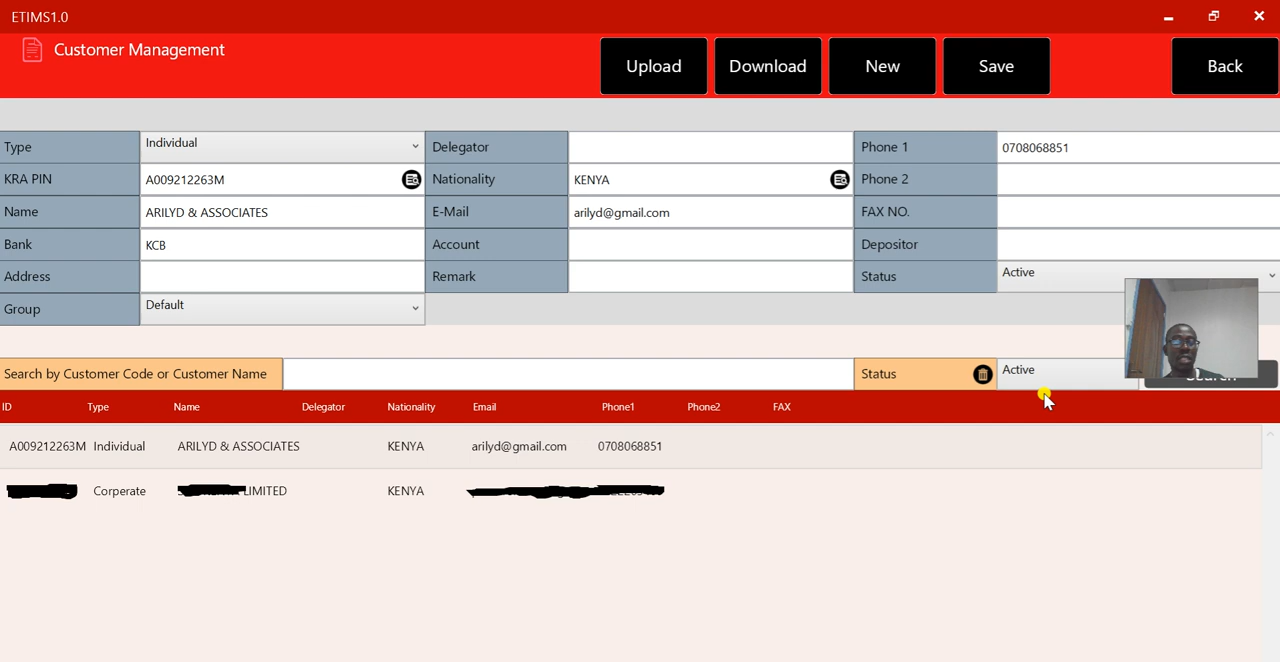 ETIMS1.0
Customer Management
Upload Download New Save Back
Type Individual Delegator Phone 1 0708068851
KRA PIN A009212263M Nationality KENYA Phone 2
Name ARILYD & ASSOCIATES E-Mail arilyd@gmail.com FAX NO.
Bank KCB Account Depositor
Address Remark Status Active
Group Default
Search by Customer Code or Customer Name Status Active Search
ID Type Name Delegator Nationality Email Phone1 Phone2 FAX
A009212263M Individual ARILYD & ASSOCIATES KENYA arilyd@gmail.com 0708068851
Corperate LIMITED KENYA